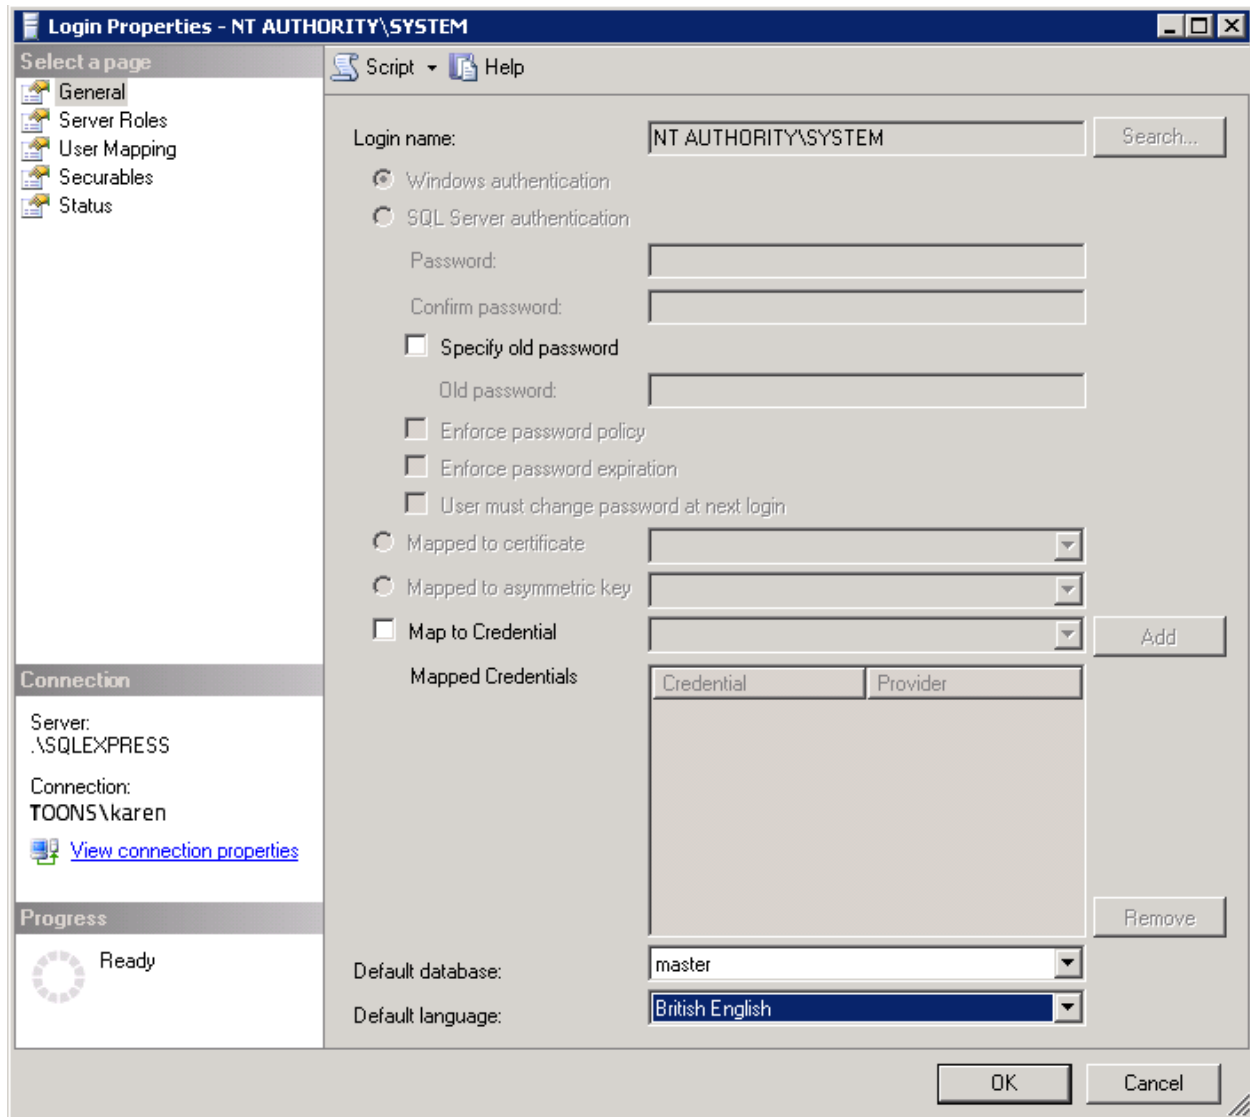 Login Properties - NT AUTHORITY\SYSTEM
Select a page
General
Server Roles
User Mapping
Securables
Status
Script
Help
Login name:
NT AUTHORITY\SYSTEM
Search...
Windows authentication
SQL Server authentication
Password:
Confirm password:
Specify old password
Old password:
Enforce password policy
Enforce password expiration
User must change password at next login
Mapped to certificate
Mapped to asymmetric key
Map to Credential
Add
Mapped Credentials
Credential
Provider
Remove
Default database:
master
Default language:
British English
Connection
Server:
.\SQLEXPRESS
Connection:
TOONS\karen
View connection properties
Progress
Ready
OK
Cancel